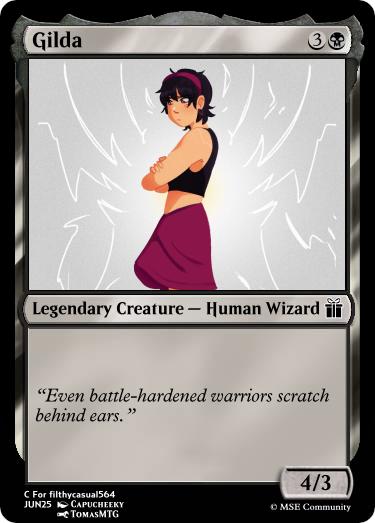 Gilda 3
Legendary Creature — Human Wizard
“Even battle-hardened warriors scratch
behind ears.”
4/3
C For filthycasual564
JUN25 Capucheeky
TomasMTG
© MSE Community